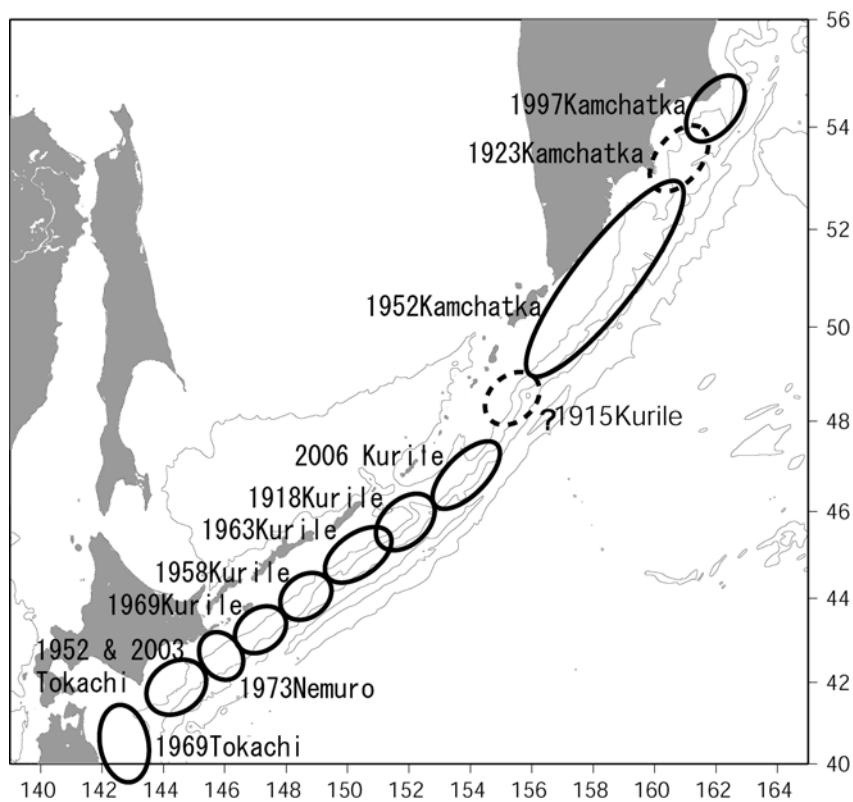 56
1997Kamchatka
54
1923Kamchatka
52
1952Kamchatka
50
?1915Kurile
48
2006 Kurile
1918Kurile
46
1963Kurile
1958Kurile
44
1969Kurile
1952 & 2003
Tokachi
1973Nemuro
42
1969Tokachi
40
140 142 144 146 148 150 152 154 156 158 160 162 164